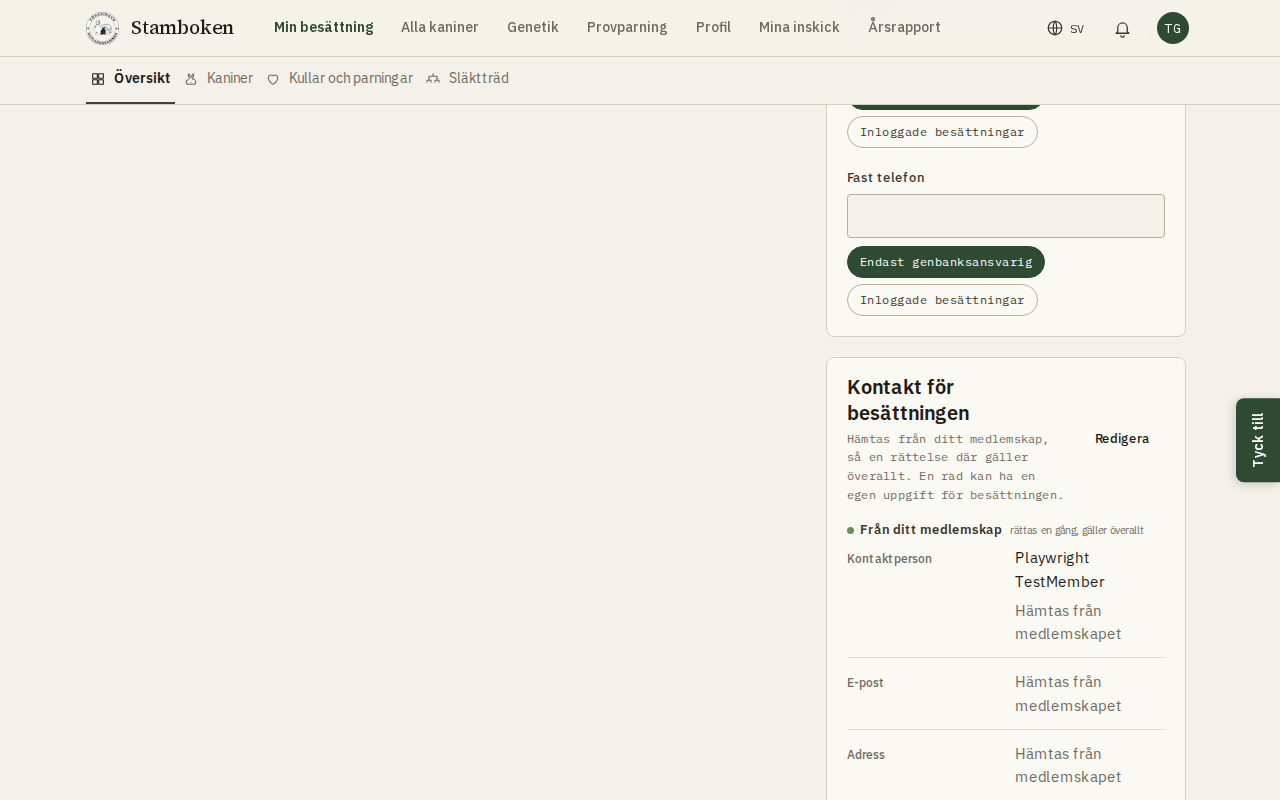 Stamboken
Min besättning
Alla kaniner
Genetik
Provparning
Profil
Mina inskick
Årsrapport
SV
TG
Översikt
Kaniner
Kullar och parningar
Släktträd
Inloggade besättningar
Fast telefon
Endast genbanksansvarig
Inloggade besättningar
Kontakt för
besättningen
Hämtas från ditt medlemskap,
så en rättelse där gäller
överallt. En rad kan ha en
egen uppgift för besättningen.
Redigera
Från ditt medlemskap rättas en gång, gäller överallt
Kontaktperson
Playwright
TestMember
Hämtas från
medlemskapet
E-post
Hämtas från
medlemskapet
Adress
Hämtas från
medlemskapet
Tyck till